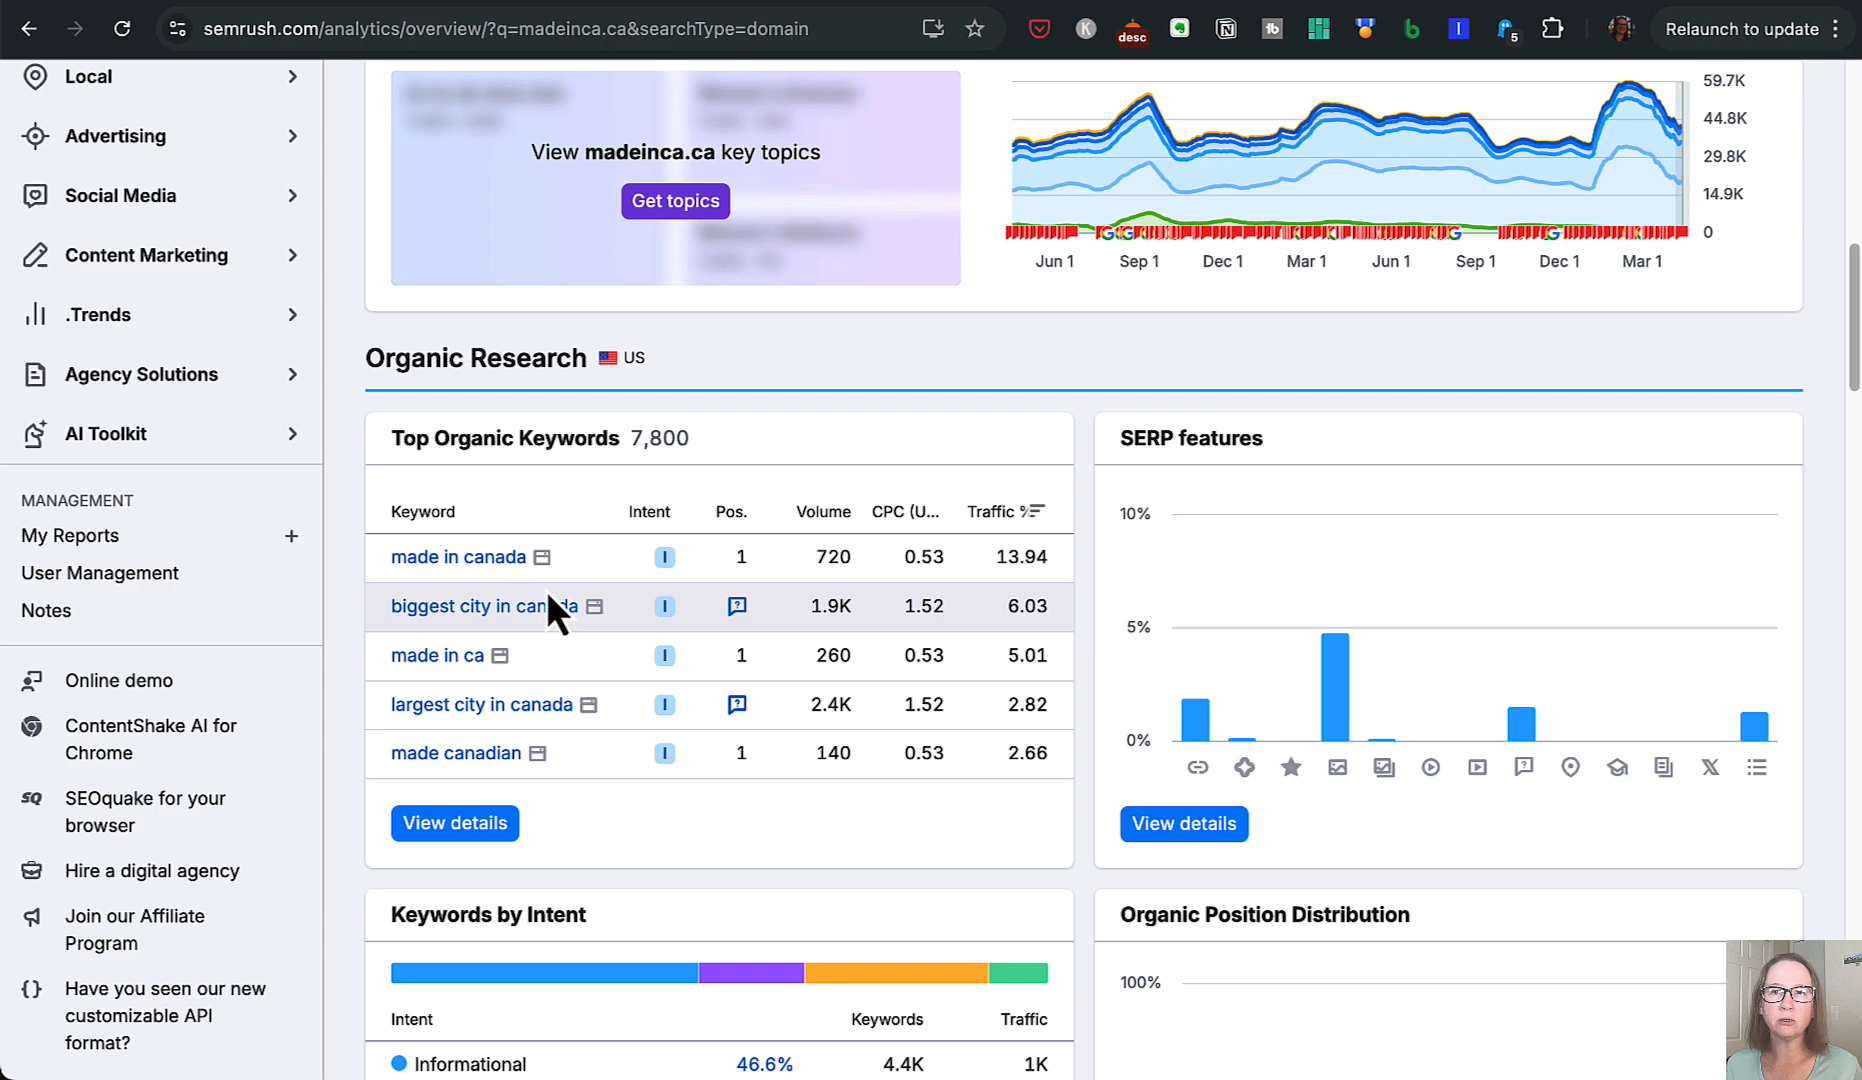 semrush.com/analytics/overview/?q=madeinca.ca&searchType=domain
desc
5
Relaunch to update
Local
Advertising
Social Media
Content Marketing
.Trends
Agency Solutions
AI Toolkit
MANAGEMENT
My Reports +
User Management
Notes
Online demo
ContentShake AI for
Chrome
SEOquake for your
browser
Hire a digital agency
Join our Affiliate
Program
Have you seen our new
customizable API
format?
View madeinca.ca key topics
Get topics
59.7K
44.8K
29.8K
14.9K
0
Jun 1 Sep 1 Dec 1 Mar 1 Jun 1 Sep 1 Dec 1 Mar 1
Organic Research US
Top Organic Keywords 7,800
Keyword Intent Pos. Volume CPC (U... Traffic %
made in canada I 1 720 0.53 13.94
biggest city in canada I 1.9K 1.52 6.03
made in ca I 1 260 0.53 5.01
largest city in canada I 2.4K 1.52 2.82
made canadian I 1 140 0.53 2.66
View details
SERP features
10%
5%
0%
View details
Keywords by Intent
Intent Keywords Traffic
Informational 46.6% 4.4K 1K
Organic Position Distribution
100%